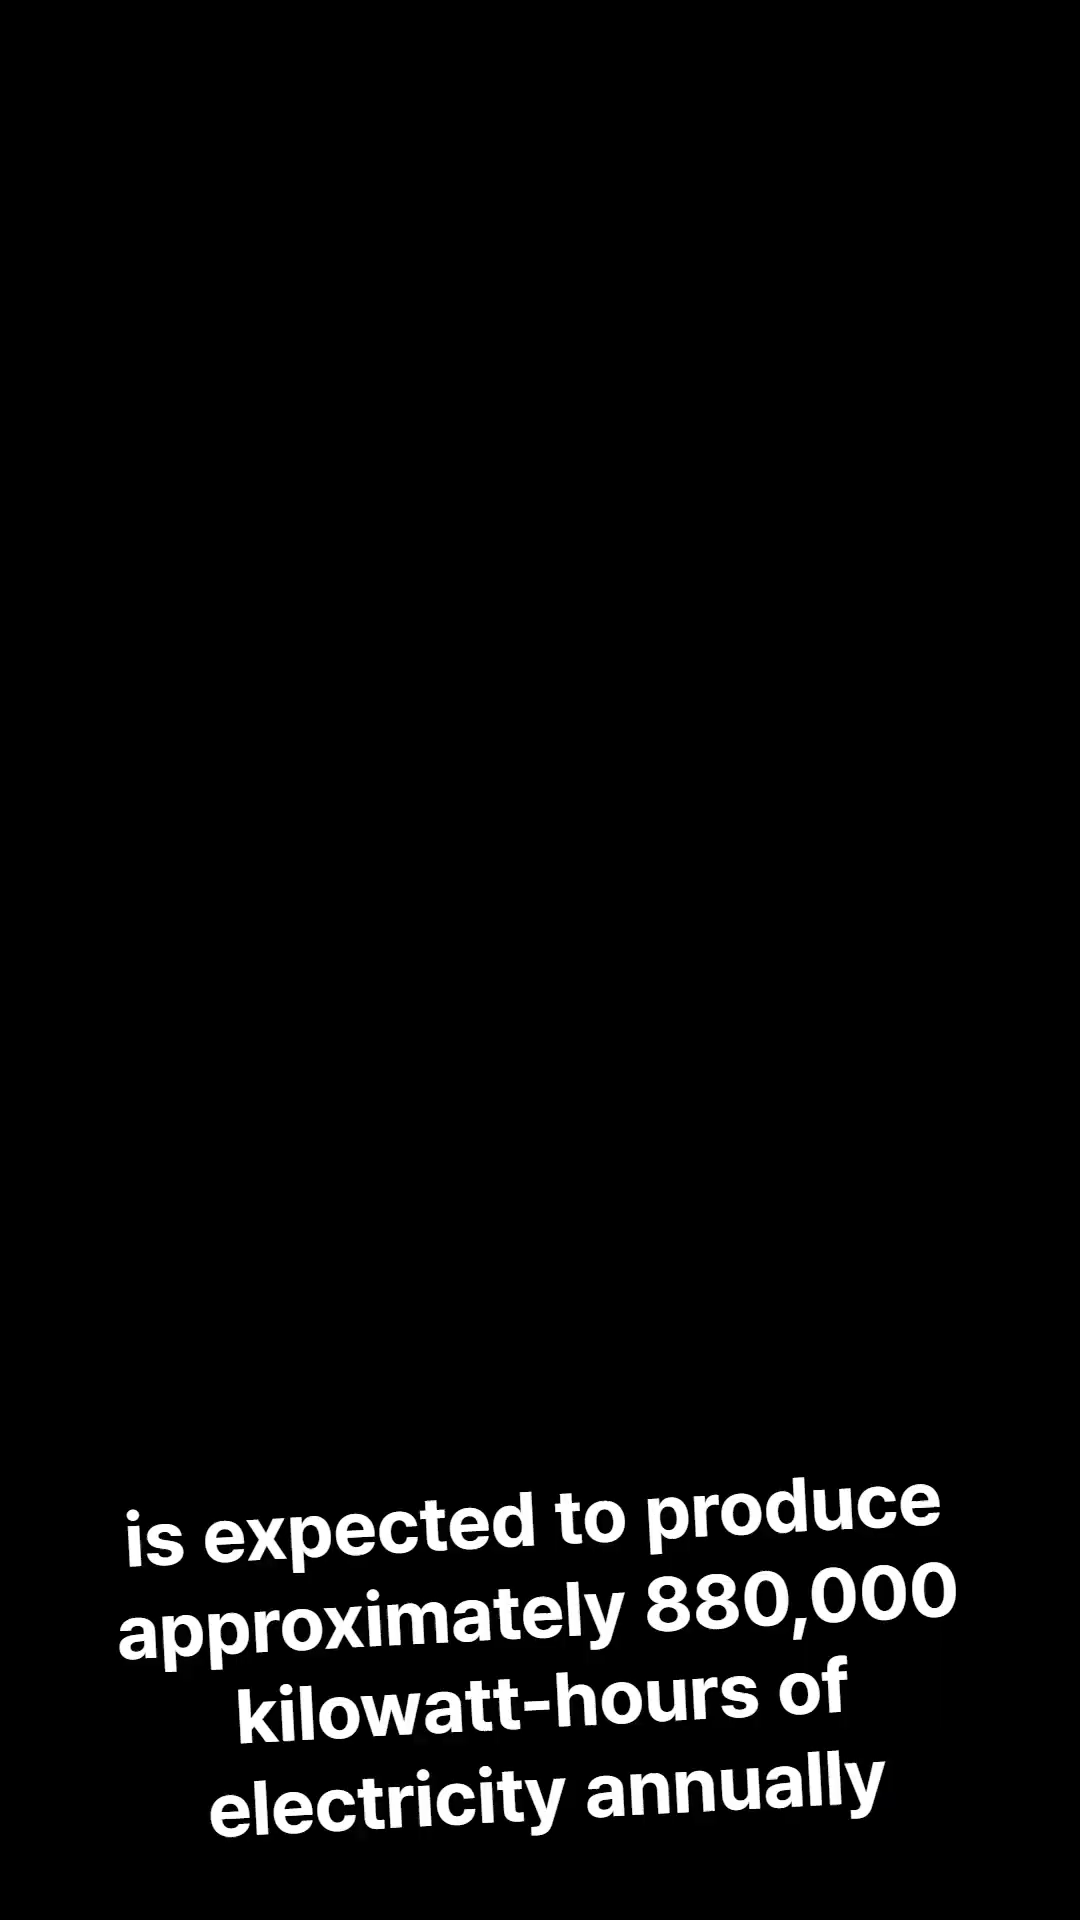 is expected to produce
approximately 880,000
kilowatt-hours of
electricity annually